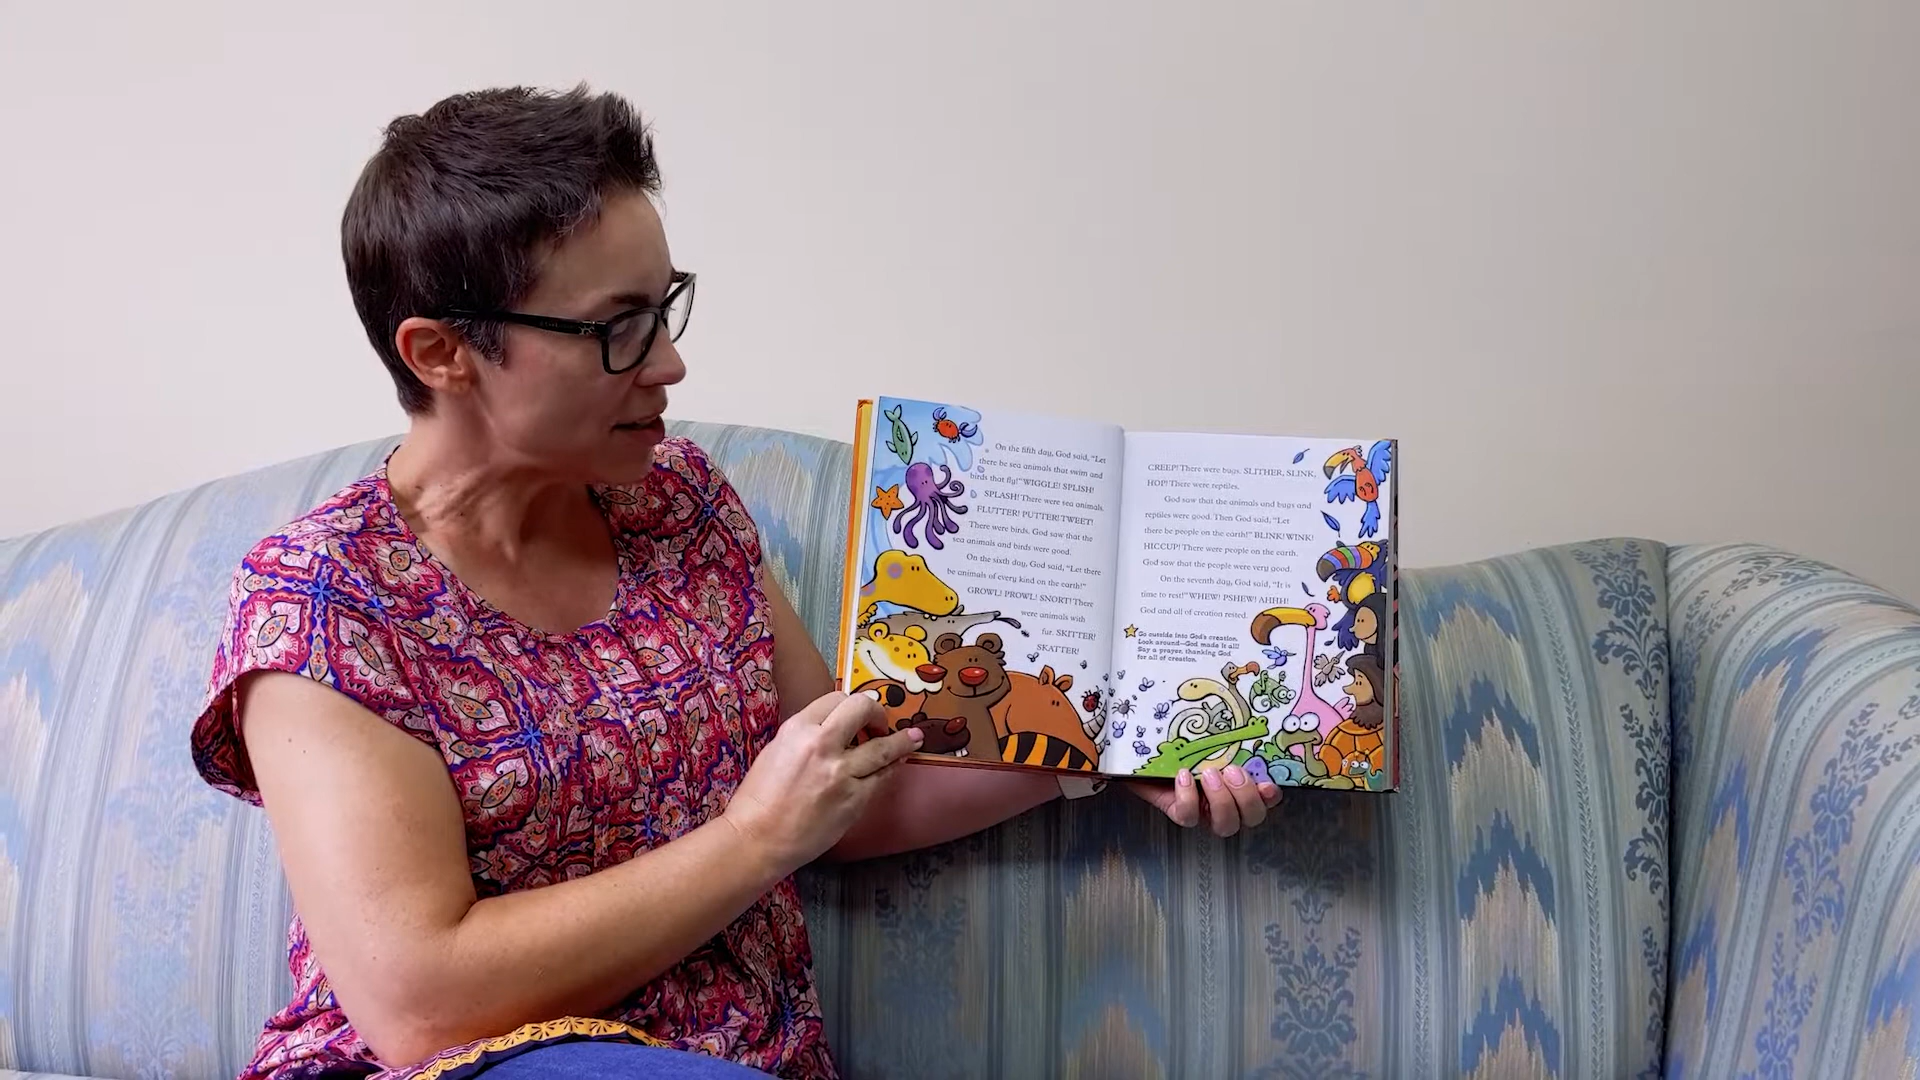 On the fifth day, God said, “Let
there be sea animals that swim and
birds that fly!” WIGGLE! SPLISH!
SPLASH! There were sea animals.
FLUTTER! PUTTER! TWEET!
There were birds. God saw that the
sea animals and birds were good.
On the sixth day, God said, “Let there
be animals of every kind on the earth!”
GROWL! PROWL! SNORT! There
were animals with
fur. SKITTER!
SKATTER!
CREEP! There were bugs. SLITHER, SLINK,
HOP! There were reptiles.
God saw that the animals and bugs and
reptiles were good. Then God said, “Let
there be people on the earth!” BLINK! WINK!
HICCUP! There were people on the earth.
God saw that the people were very good.
On the seventh day, God said, “It is
time to rest!” WHEW! PSHEW! AHHH!
God and all of creation rested.
Go outside into God's creation.
Look around—God made it all!
Say a prayer, thanking God
for all of creation.